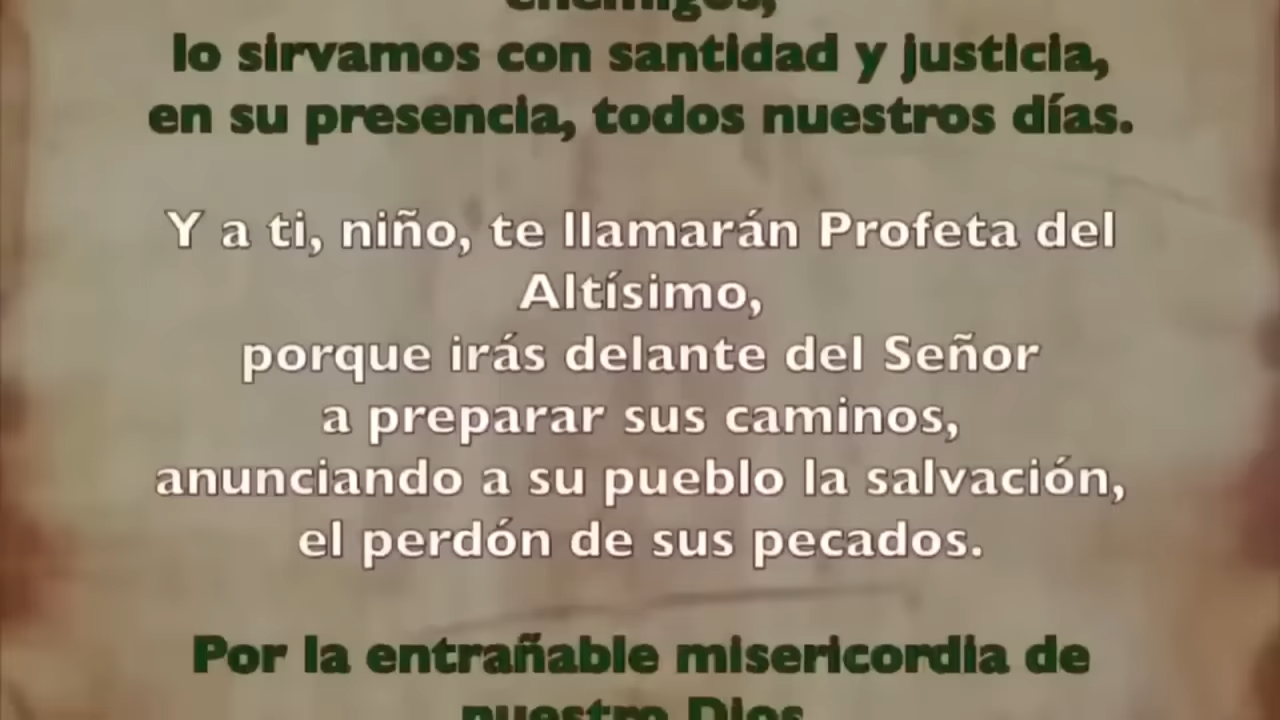 enemigos,
lo sirvamos con santidad y justicia,
en su presencia, todos nuestros días.
Y a ti, niño, te llamarán Profeta del
Altísimo,
porque irás delante del Señor
a preparar sus caminos,
anunciando a su pueblo la salvación,
el perdón de sus pecados.
Por la entrañable misericordia de
nuestro Dios